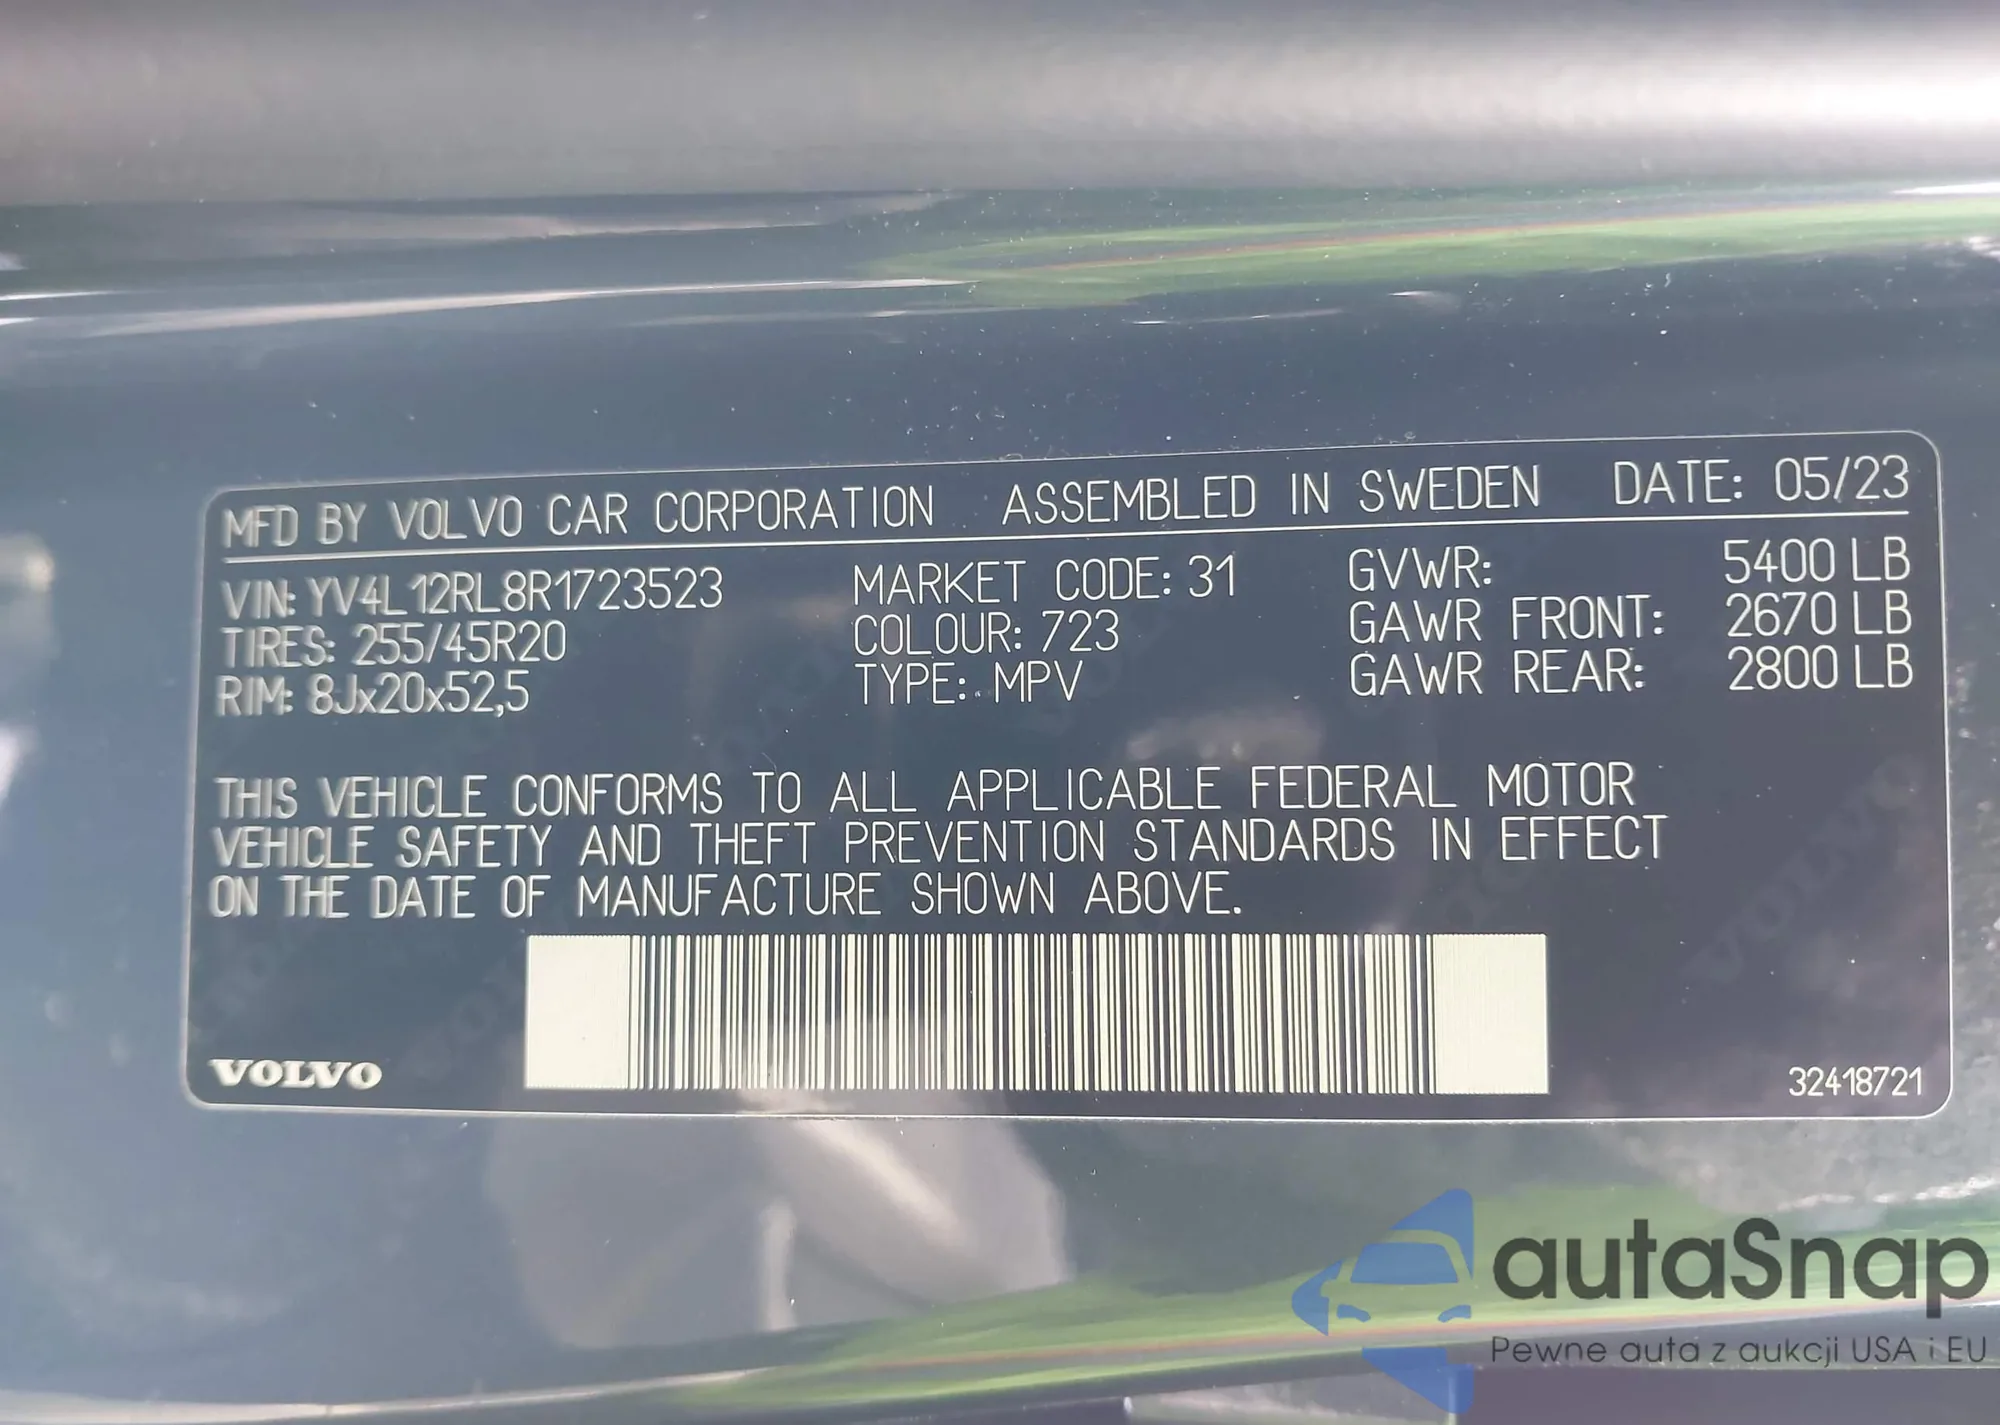 MFD BY VOLVO CAR CORPORATION ASSEMBLED IN SWEDEN DATE: 05/23
VIN: YV4L12RL8R1723523 MARKET CODE: 31 GVWR: 5400 LB
TIRES: 255/45R20 COLOUR: 723 GAWR FRONT: 2670 LB
RIM: 8Jx20x52,5 TYPE: MPV GAWR REAR: 2800 LB
THIS VEHICLE CONFORMS TO ALL APPLICABLE FEDERAL MOTOR
VEHICLE SAFETY AND THEFT PREVENTION STANDARDS IN EFFECT
ON THE DATE OF MANUFACTURE SHOWN ABOVE.
VOLVO 32418721
autaSnap
Pewne auta z aukcji USA i EU